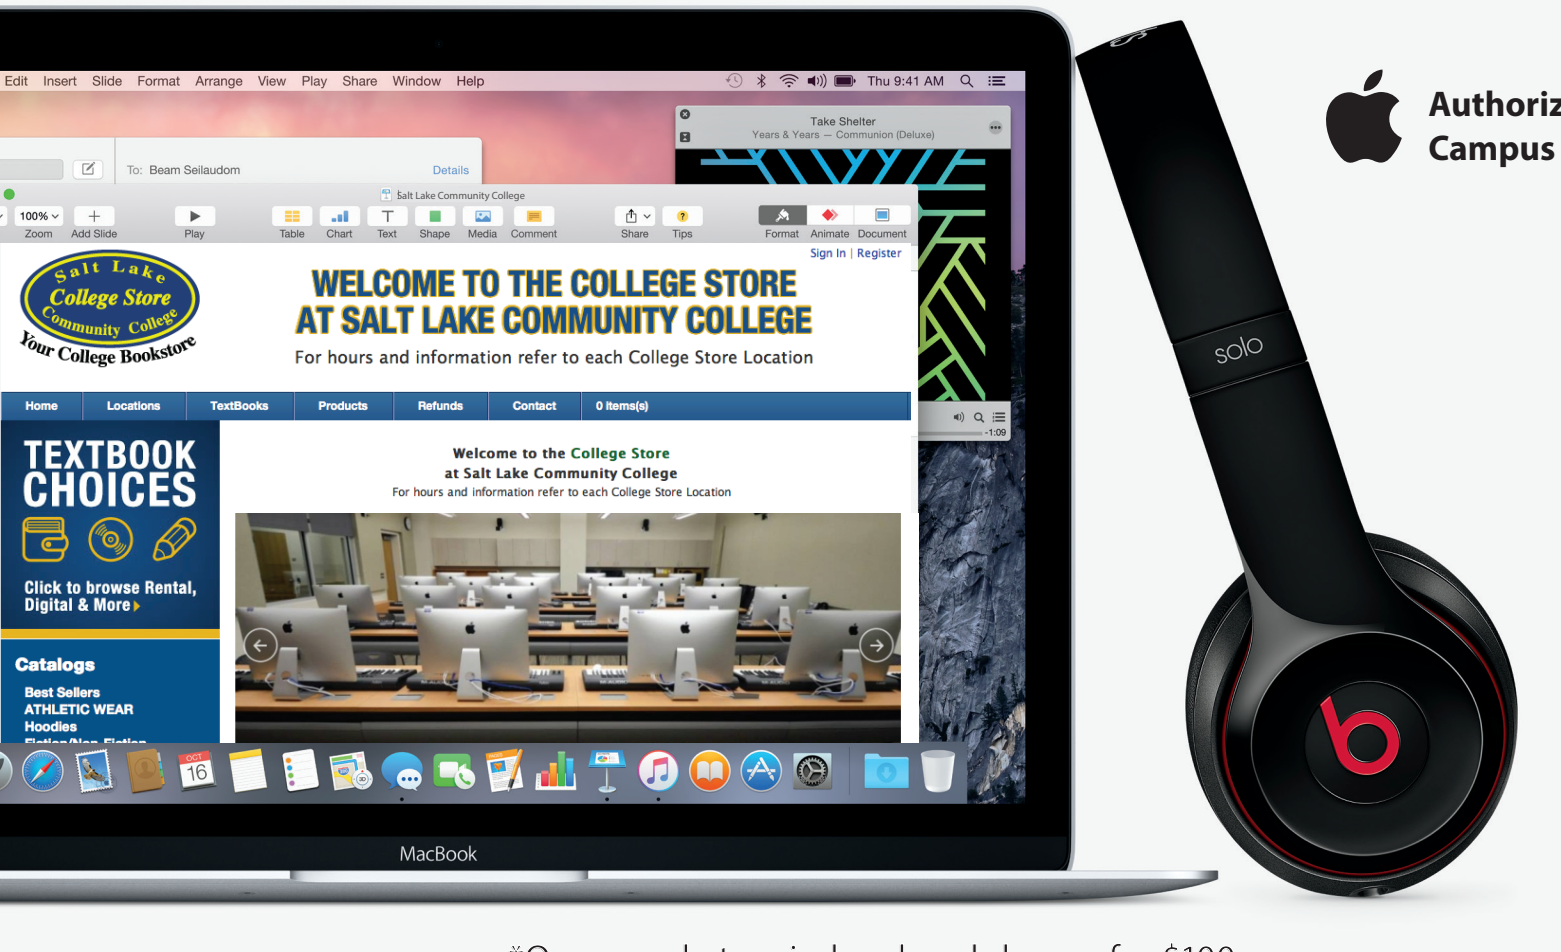 Edit Insert Slide Format Arrange View Play Share Window Help
Thu 9:41 AM
Take Shelter
Years & Years — Communion (Deluxe)
To: Beam Seilaudom
Details
Salt Lake Community College
100%
Zoom Add Slide Play Table Chart Text Shape Media Comment Share Tips Format Animate Document
Sign In | Register
Salt Lake
College Store
Community College
Your College Bookstore
WELCOME TO THE COLLEGE STORE
AT SALT LAKE COMMUNITY COLLEGE
For hours and information refer to each College Store Location
Home Locations TextBooks Products Refunds Contact 0 items(s)
-1:09
TEXTBOOK
CHOICES
Click to browse Rental,
Digital & More
Welcome to the College Store
at Salt Lake Community College
For hours and information refer to each College Store Location
Catalogs
Best Sellers
ATHLETIC WEAR
Hoodies
OCT
16
3D
MacBook
solo
b
Authoriz
Campus